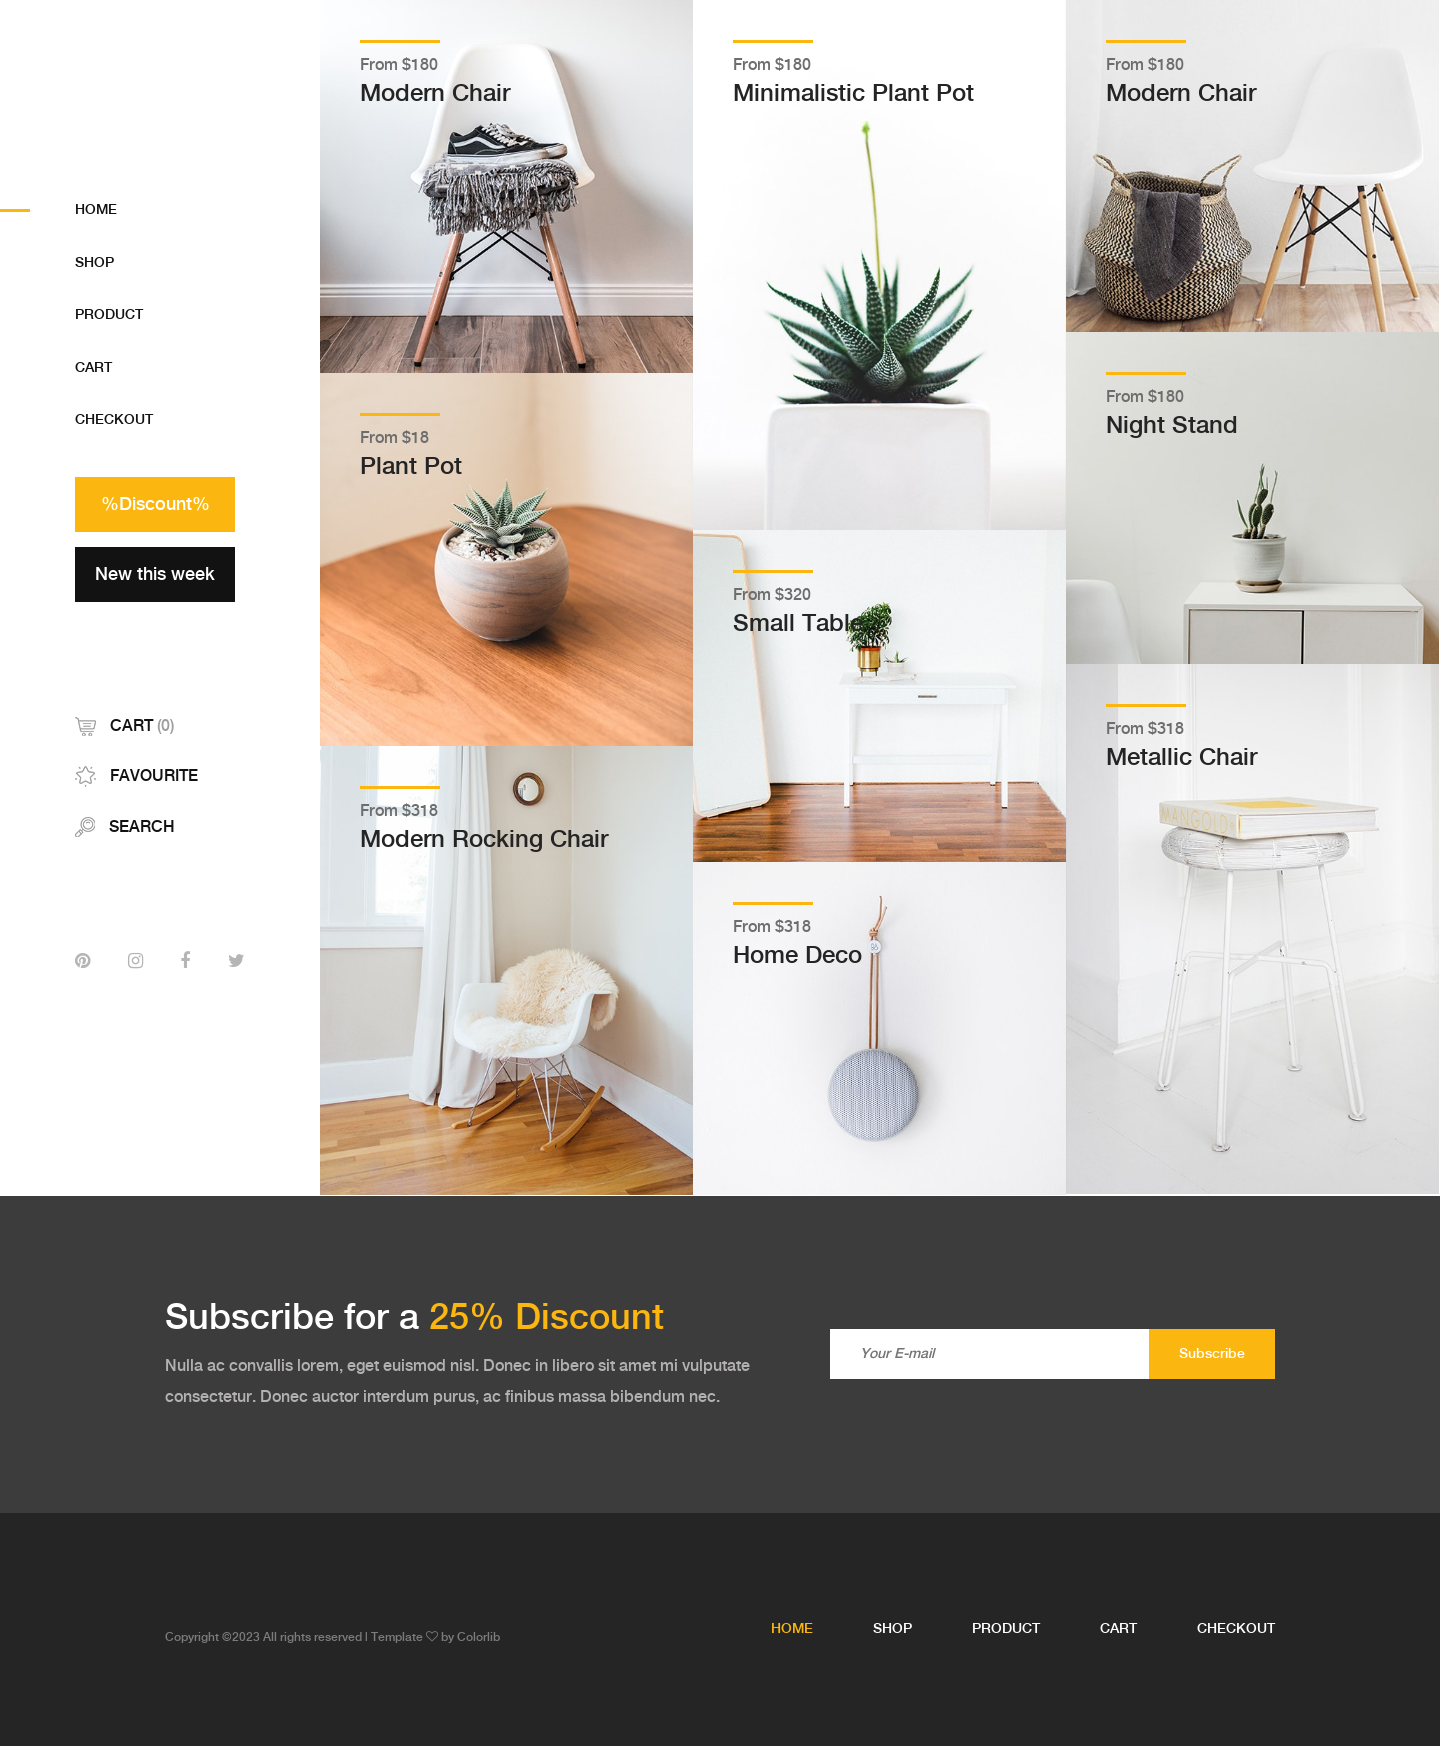 HOME
SHOP
PRODUCT
CART
CHECKOUT
%Discount%
New this week
CART (0)
FAVOURITE
SEARCH
From $180
Modern Chair
From $18
Plant Pot
From $318
Modern Rocking Chair
From $180
Minimalistic Plant Pot
From $320
Small Table
From $318
Home Deco
From $180
Modern Chair
From $180
Night Stand
From $318
Metallic Chair
MANGOLD
Subscribe for a 25% Discount
Nulla ac convallis lorem, eget euismod nisl. Donec in libero sit amet mi vulputate
consectetur. Donec auctor interdum purus, ac finibus massa bibendum nec.
Your E-mail
Subscribe
Copyright ©2023 All rights reserved | Template ♡ by Colorlib
HOME
SHOP
PRODUCT
CART
CHECKOUT